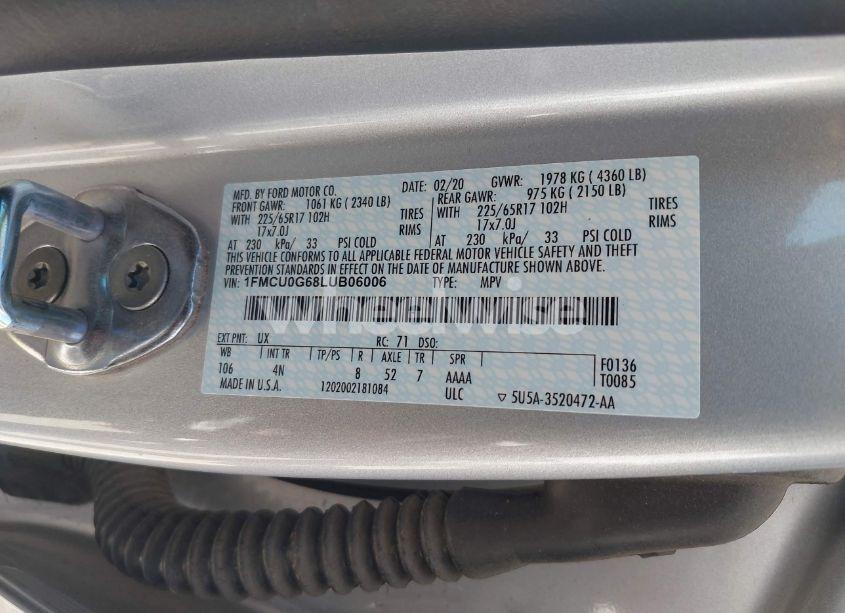 MFD. BY FORD MOTOR CO. DATE: 02/20 GVWR: 1978 KG ( 4360 LB)
FRONT GAWR: 1061 KG ( 2340 LB) REAR GAWR: 975 KG ( 2150 LB)
WITH 225/65R17 102H TIRES WITH 225/65R17 102H TIRES
17x7.0J RIMS 17x7.0J RIMS
AT 230 kPa/ 33 PSI COLD AT 230 kPa/ 33 PSI COLD
THIS VEHICLE CONFORMS TO ALL APPLICABLE FEDERAL MOTOR VEHICLE SAFETY AND THEFT
PREVENTION STANDARDS IN EFFECT ON THE DATE OF MANUFACTURE SHOWN ABOVE.
VIN: 1FMCU0G68LUB06006 TYPE: MPV
wheelwise
EXT PNT: UX RC: 71 DSO:
WB INT TR TP/PS R AXLE TR SPR F0136
106 4N 8 52 7 AAAA T0085
MADE IN U.S.A. 1202002181084 ULC ▽ 5U5A-3520472-AA